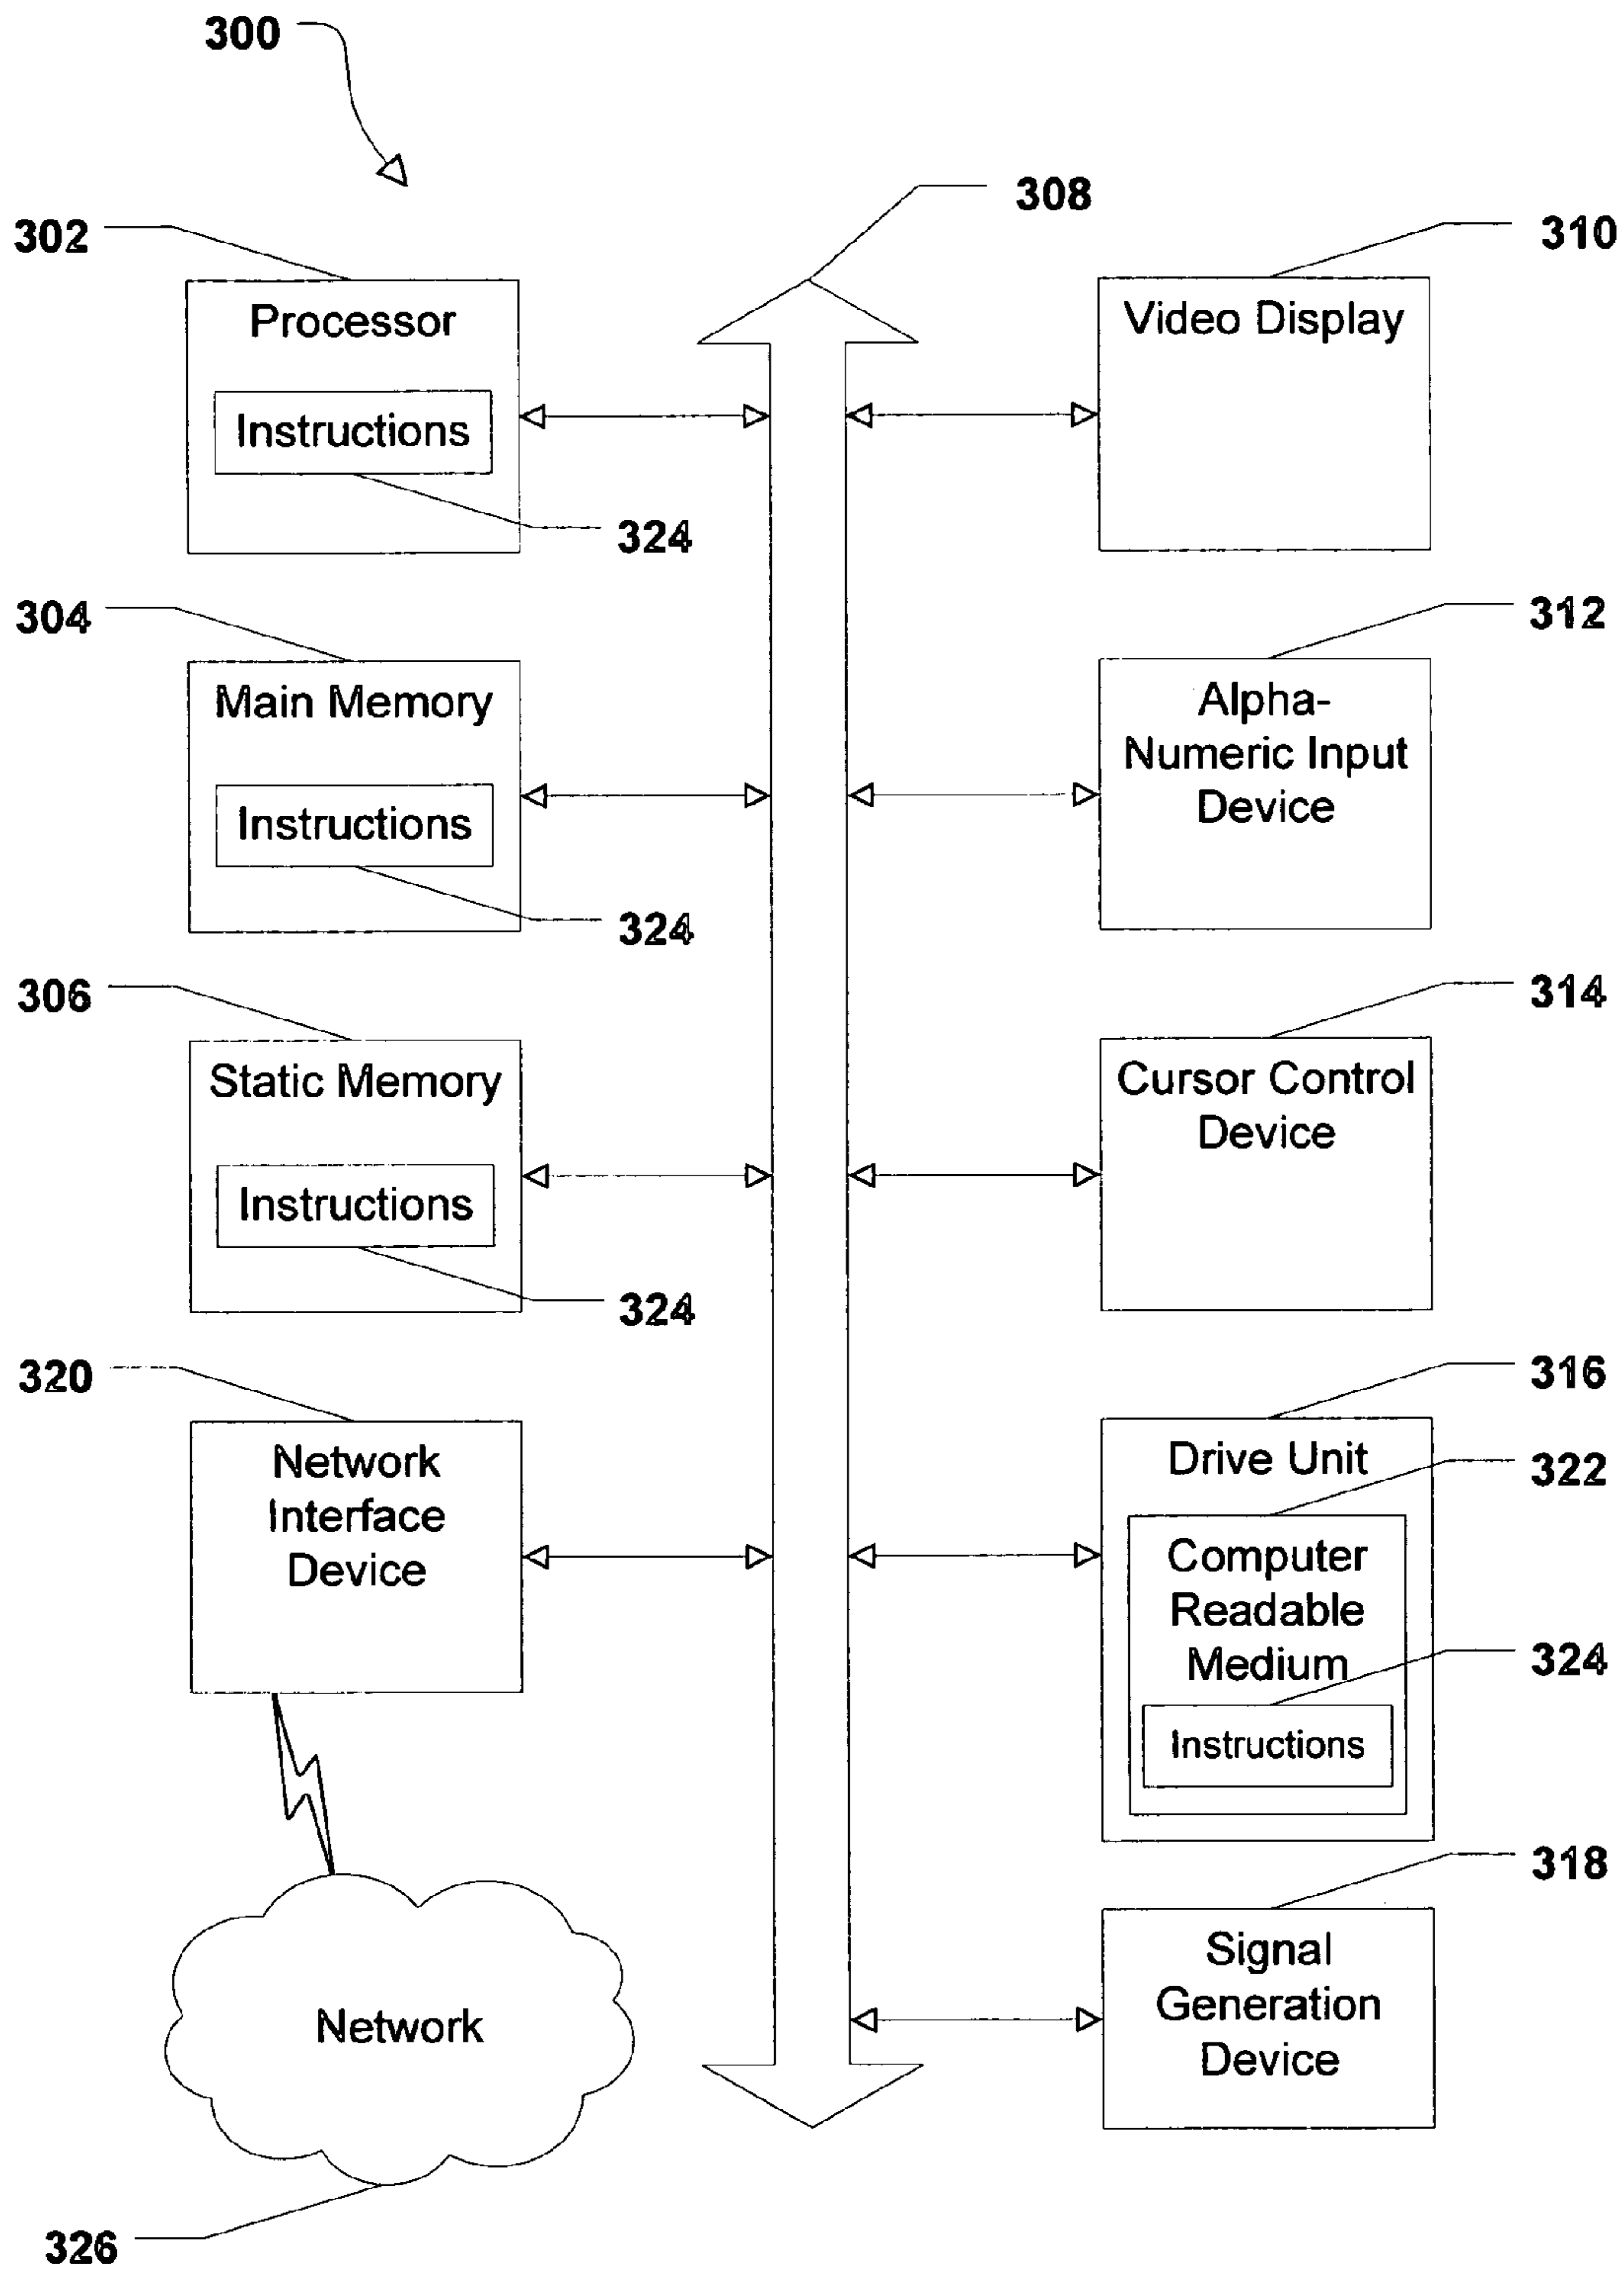 300
308
302
310
Processor
Video Display
Instructions
324
304
312
Main Memory
Alpha-
Numeric Input
Device
Instructions
324
306
314
Static Memory
Cursor Control
Device
Instructions
324
320
316
Network
Interface
Device
Drive Unit
322
Computer
Readable
Medium
324
Instructions
318
Signal
Generation
Device
Network
326